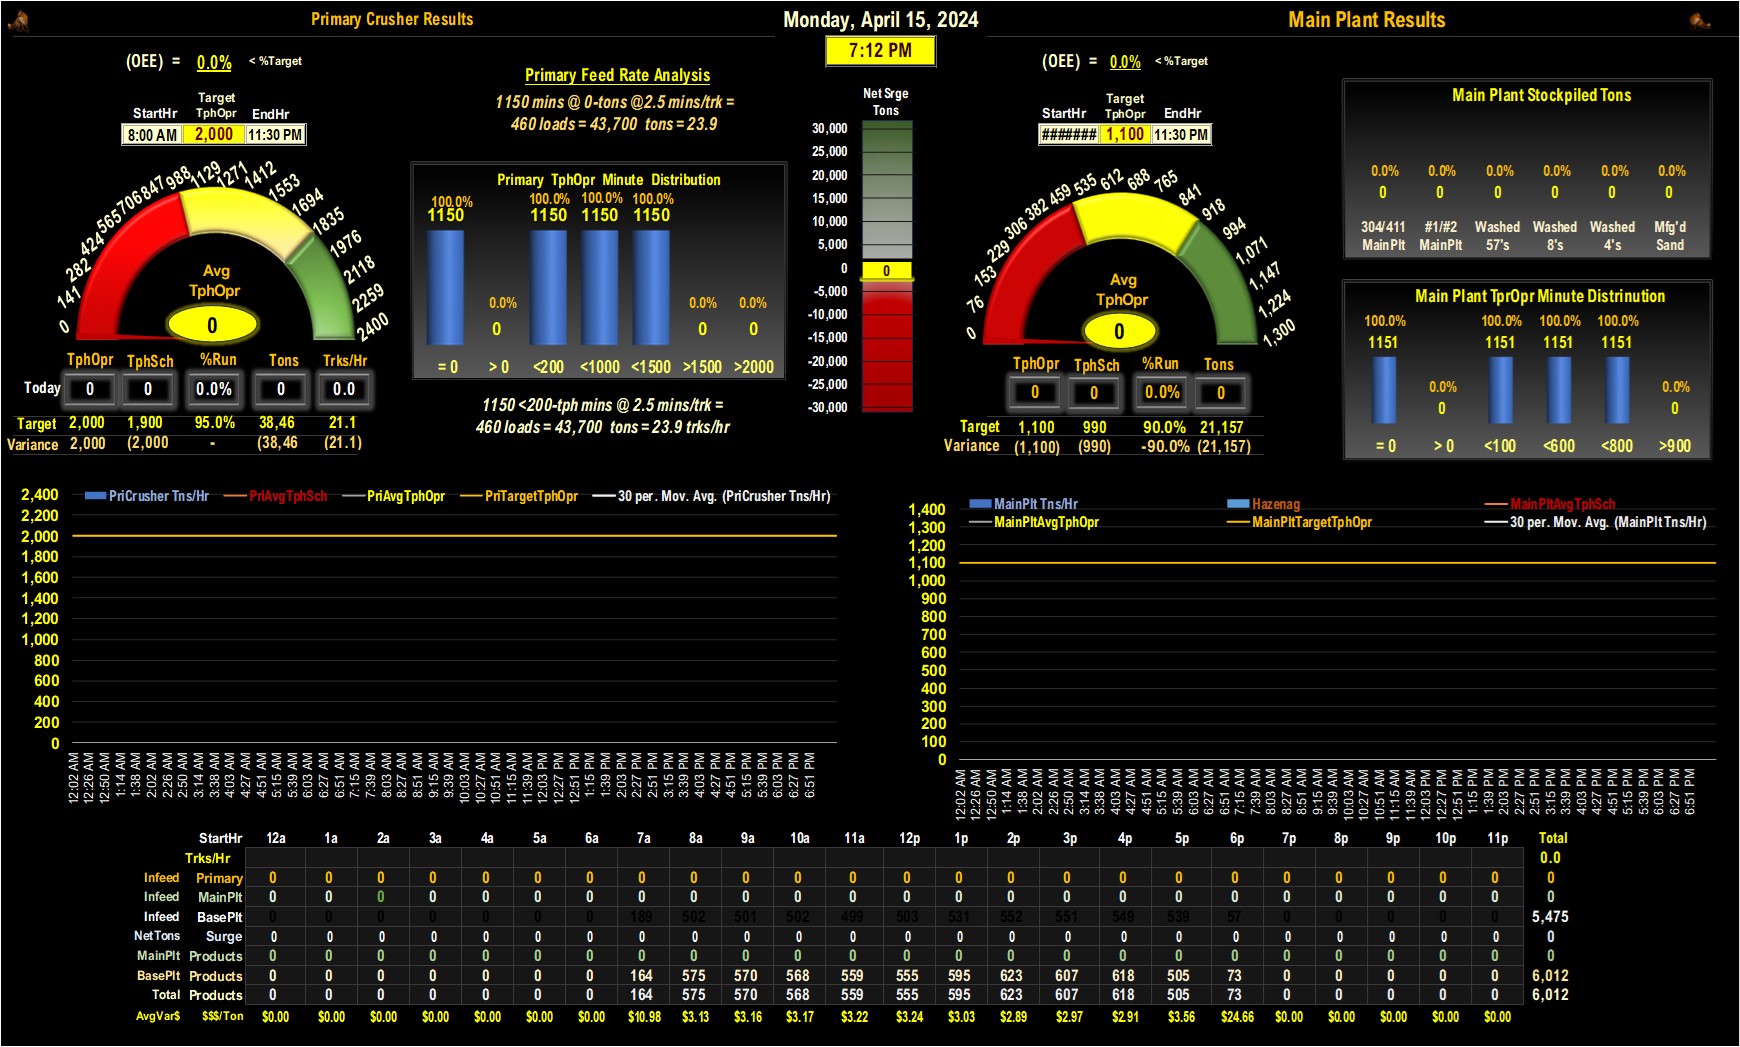 Primary Crusher Results
Monday, April 15, 2024
Main Plant Results
7:12 PM
(OEE) = 0.0% < %Target
StartHr Target TphOpr EndHr
8:00 AM 2,000 11:30 PM
0 141 282 424 565 706 847 988 1129 1271 1412 1553 1694 1835 1976 2118 2259 2400
Avg
TphOpr
0
TphOpr TphSch %Run Tons Trks/Hr
Today 0 0 0.0% 0 0.0
Target 2,000 1,900 95.0% 38,46 21.1
Variance 2,000 (2,000 - (38,46 (21.1)
Primary Feed Rate Analysis
1150 mins @ 0-tons @2.5 mins/trk =
460 loads = 43,700 tons = 23.9
Primary TphOpr Minute Distribution
100.0% 100.0% 100.0% 100.0%
1150 1150 1150 1150
0.0% 0.0% 0.0%
0 0 0
= 0 > 0 <200 <1000 <1500 >1500 >2000
1150 <200-tph mins @ 2.5 mins/trk =
460 loads = 43,700 tons = 23.9 trks/hr
Net Srge
Tons
30,000
25,000
20,000
15,000
10,000
5,000
0 0
-5,000
-10,000
-15,000
-20,000
-25,000
-30,000
(OEE) = 0.0% < %Target
StartHr Target TphOpr EndHr
####### 1,100 11:30 PM
0 76 153 229 306 382 459 535 612 688 765 841 918 994 1,071 1,147 1,224 1,300
Avg
TphOpr
0
TphOpr TphSch %Run Tons
0 0 0.0% 0
Target 1,100 990 90.0% 21,157
Variance (1,100) (990) -90.0% (21,157)
Main Plant Stockpiled Tons
0.0% 0.0% 0.0% 0.0% 0.0% 0.0%
0 0 0 0 0 0
304/411 #1/#2 Washed Washed Washed Mfg'd
MainPlt MainPlt 57's 8's 4's Sand
Main Plant TprOpr Minute Distrinution
100.0% 100.0% 100.0% 100.0%
1151 1151 1151 1151
0.0% 0.0%
0 0
= 0 > 0 <100 <600 <800 >900
PriCrusher Tns/Hr PriAvgTphSch PriAvgTphOpr PriTargetTphOpr 30 per. Mov. Avg. (PriCrusher Tns/Hr)
2,400
2,200
2,000
1,800
1,600
1,400
1,200
1,000
800
600
400
200
0
12:02 AM 12:26 AM 12:50 AM 1:14 AM 1:38 AM 2:02 AM 2:26 AM 2:50 AM 3:14 AM 3:38 AM 4:03 AM 4:27 AM 4:51 AM 5:15 AM 5:39 AM 6:03 AM 6:27 AM 6:51 AM 7:15 AM 7:39 AM 8:03 AM 8:27 AM 8:51 AM 9:15 AM 9:39 AM 10:03 AM 10:27 AM 10:51 AM 11:15 AM 11:39 AM 12:03 PM 12:27 PM 12:51 PM 1:15 PM 1:39 PM 2:03 PM 2:27 PM 2:51 PM 3:15 PM 3:39 PM 4:03 PM 4:27 PM 4:51 PM 5:15 PM 5:39 PM 6:03 PM 6:27 PM 6:51 PM
MainPlt Tns/Hr Hazenag MainPltAvgTphSch
MainPltAvgTphOpr MainPltTargetTphOpr 30 per. Mov. Avg. (MainPlt Tns/Hr)
1,400
1,300
1,200
1,100
1,000
900
800
700
600
500
400
300
200
100
0
12:02 AM 12:26 AM 12:50 AM 1:14 AM 1:38 AM 2:02 AM 2:26 AM 2:50 AM 3:14 AM 3:38 AM 4:03 AM 4:27 AM 4:51 AM 5:15 AM 5:39 AM 6:03 AM 6:27 AM 6:51 AM 7:15 AM 7:39 AM 8:03 AM 8:27 AM 8:51 AM 9:15 AM 9:39 AM 10:03 AM 10:27 AM 10:51 AM 11:15 AM 11:39 AM 12:03 PM 12:27 PM 12:51 PM 1:15 PM 1:39 PM 2:03 PM 2:27 PM 2:51 PM 3:15 PM 3:39 PM 4:03 PM 4:27 PM 4:51 PM 5:15 PM 5:39 PM 6:03 PM 6:27 PM 6:51 PM
StartHr 12a 1a 2a 3a 4a 5a 6a 7a 8a 9a 10a 11a 12p 1p 2p 3p 4p 5p 6p 7p 8p 9p 10p 11p Total
Trks/Hr 0.0
Infeed Primary 0 0 0 0 0 0 0 0 0 0 0 0 0 0 0 0 0 0 0 0 0 0 0 0 0
Infeed MainPlt 0 0 0 0 0 0 0 0 0 0 0 0 0 0 0 0 0 0 0 0 0 0 0 0 0
Infeed BasePlt 0 0 0 0 0 0 0 189 502 501 502 499 503 531 552 551 549 539 57 0 0 0 0 0 5,475
NetTons Surge 0 0 0 0 0 0 0 0 0 0 0 0 0 0 0 0 0 0 0 0 0 0 0 0 0
MainPlt Products 0 0 0 0 0 0 0 0 0 0 0 0 0 0 0 0 0 0 0 0 0 0 0 0 0
BasePlt Products 0 0 0 0 0 0 0 164 575 570 568 559 555 595 623 607 618 505 73 0 0 0 0 0 6,012
Total Products 0 0 0 0 0 0 0 164 575 570 568 559 555 595 623 607 618 505 73 0 0 0 0 0 6,012
AvgVar$ $$$/Ton $0.00 $0.00 $0.00 $0.00 $0.00 $0.00 $0.00 $10.98 $3.13 $3.16 $3.17 $3.22 $3.24 $3.03 $2.89 $2.97 $2.91 $3.56 $24.66 $0.00 $0.00 $0.00 $0.00 $0.00